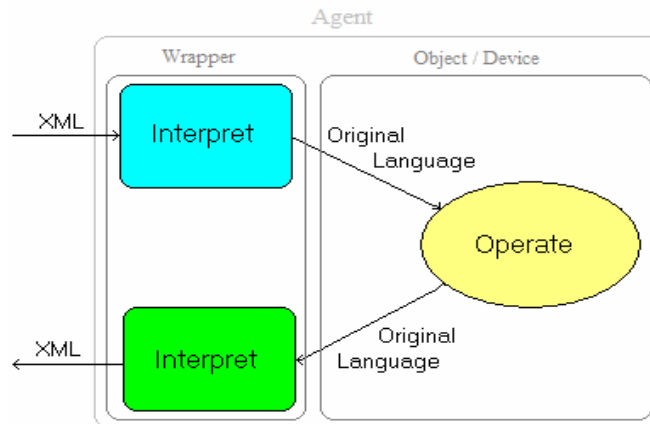 Agent
Wrapper
Object / Device
XML
Interpret
Original
Language
Operate
XML
Interpret
Original
Language